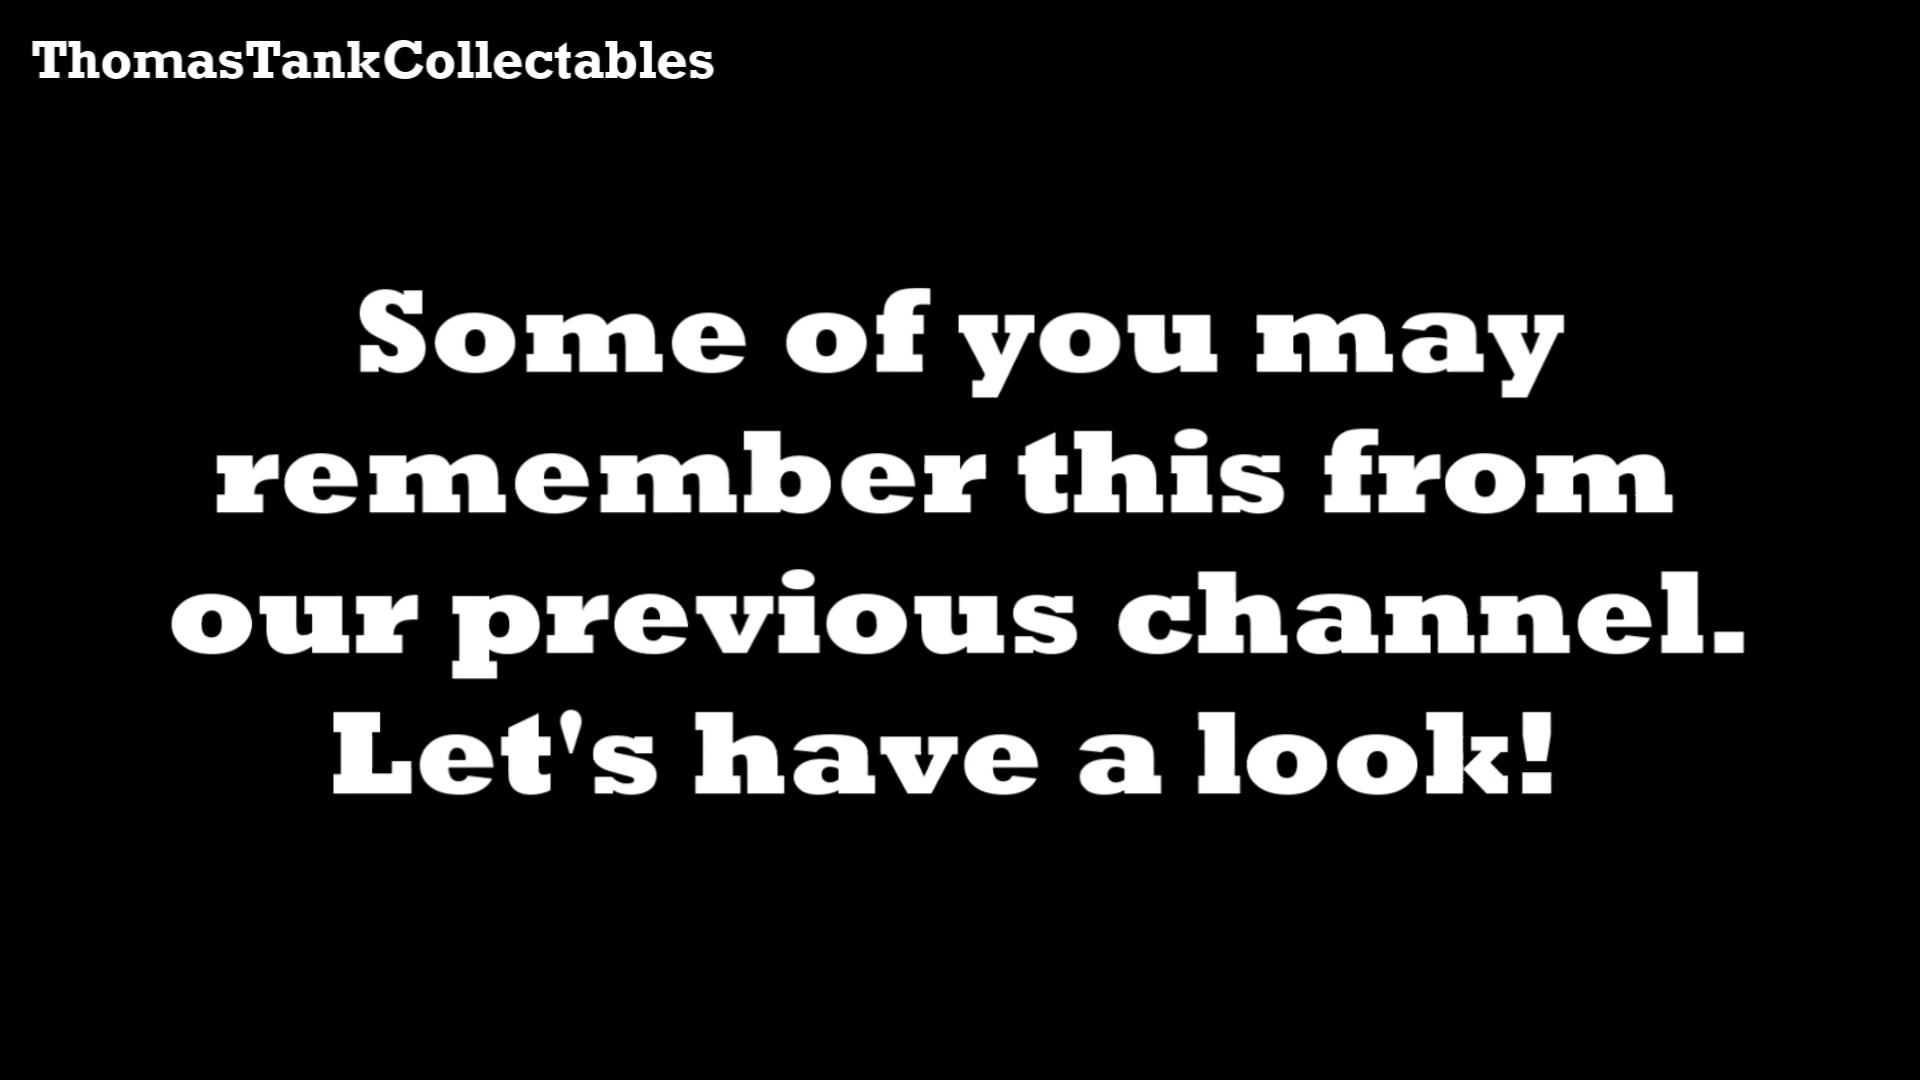 ThomasTankCollectables
Some of you may
remember this from
our previous channel.
Let's have a look!